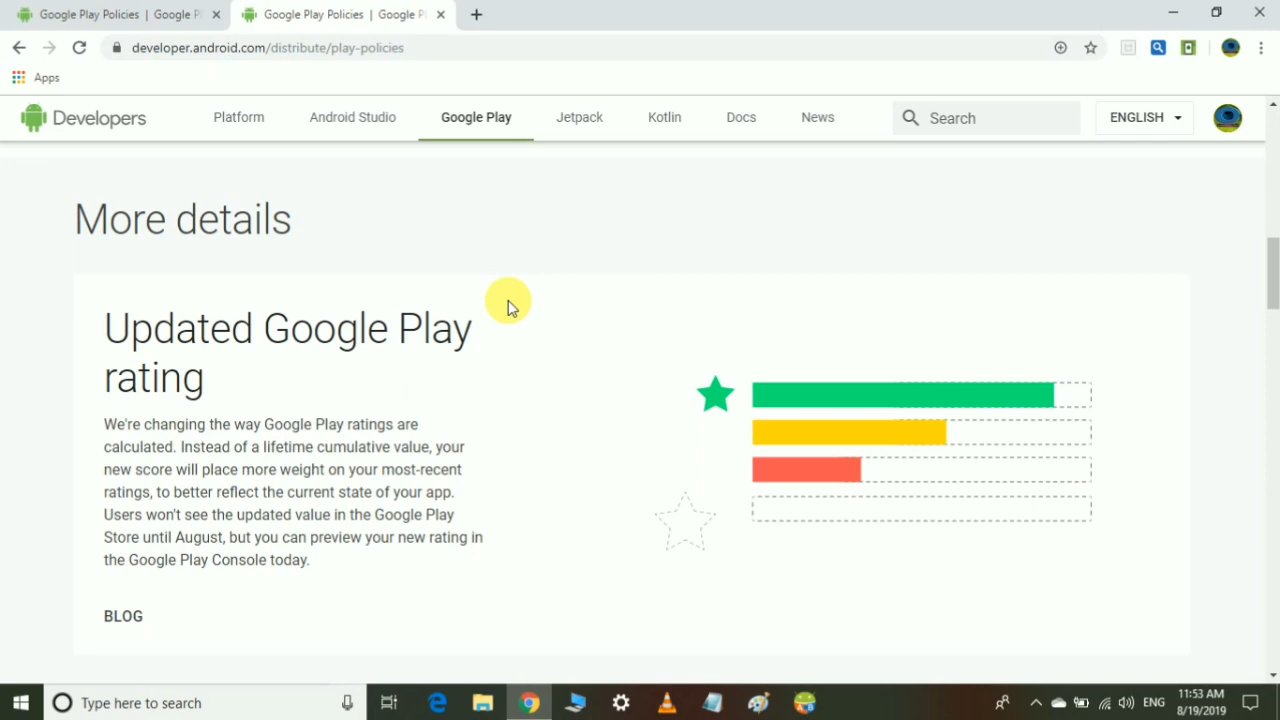 Google Play Policies | Google P
Google Play Policies | Google Pl
developer.android.com/distribute/play-policies
Apps
Developers
Platform
Android Studio
Google Play
Jetpack
Kotlin
Docs
News
Search
ENGLISH
More details
Updated Google Play
rating
We're changing the way Google Play ratings are
calculated. Instead of a lifetime cumulative value, your
new score will place more weight on your most-recent
ratings, to better reflect the current state of your app.
Users won't see the updated value in the Google Play
Store until August, but you can preview your new rating in
the Google Play Console today.
BLOG
Type here to search
ENG
11:53 AM
8/19/2019